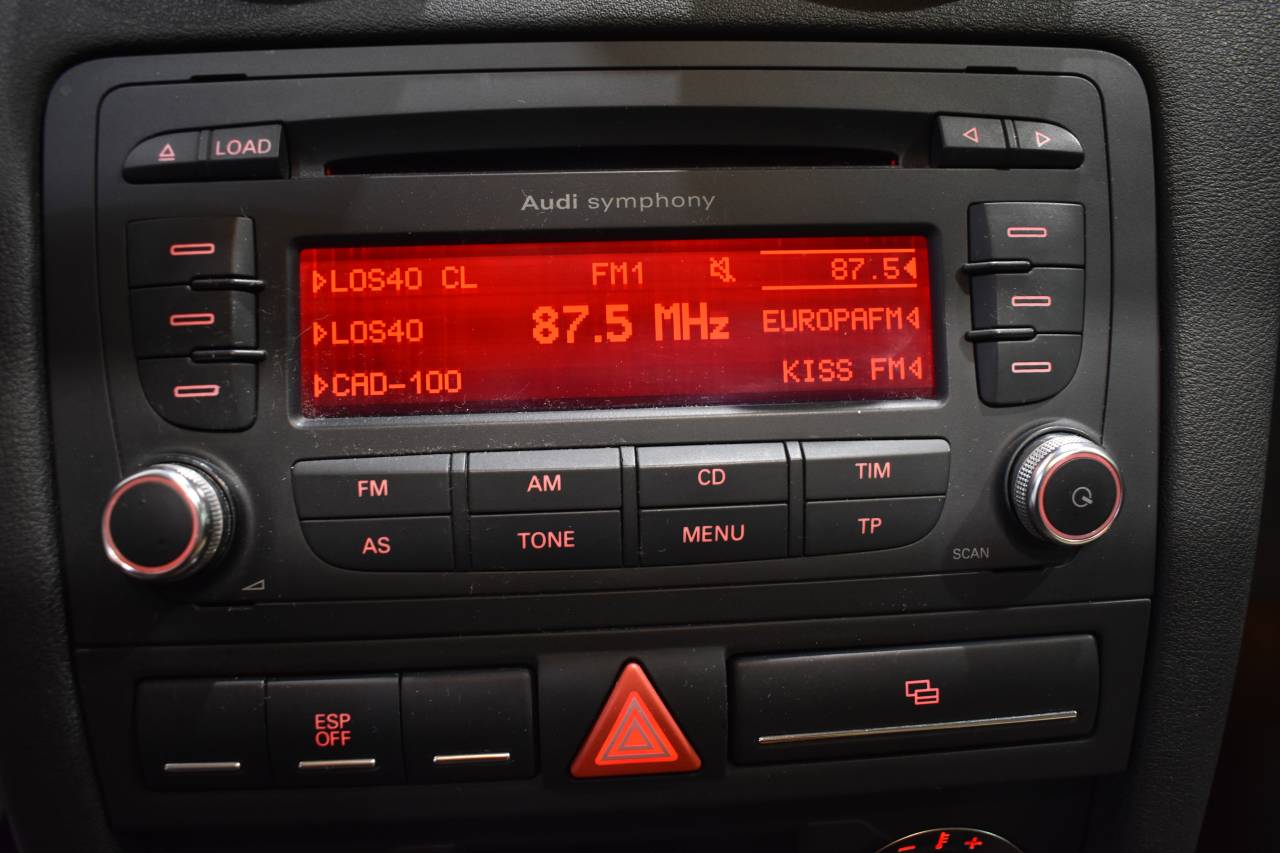 LOAD
Audi symphony
LOS40 CL FM1 87.5
LOS40 87.5 MHz EUROPAFM
CAD-100 KISS FM
FM AM CD TIM
AS TONE MENU TP
SCAN
ESP
OFF